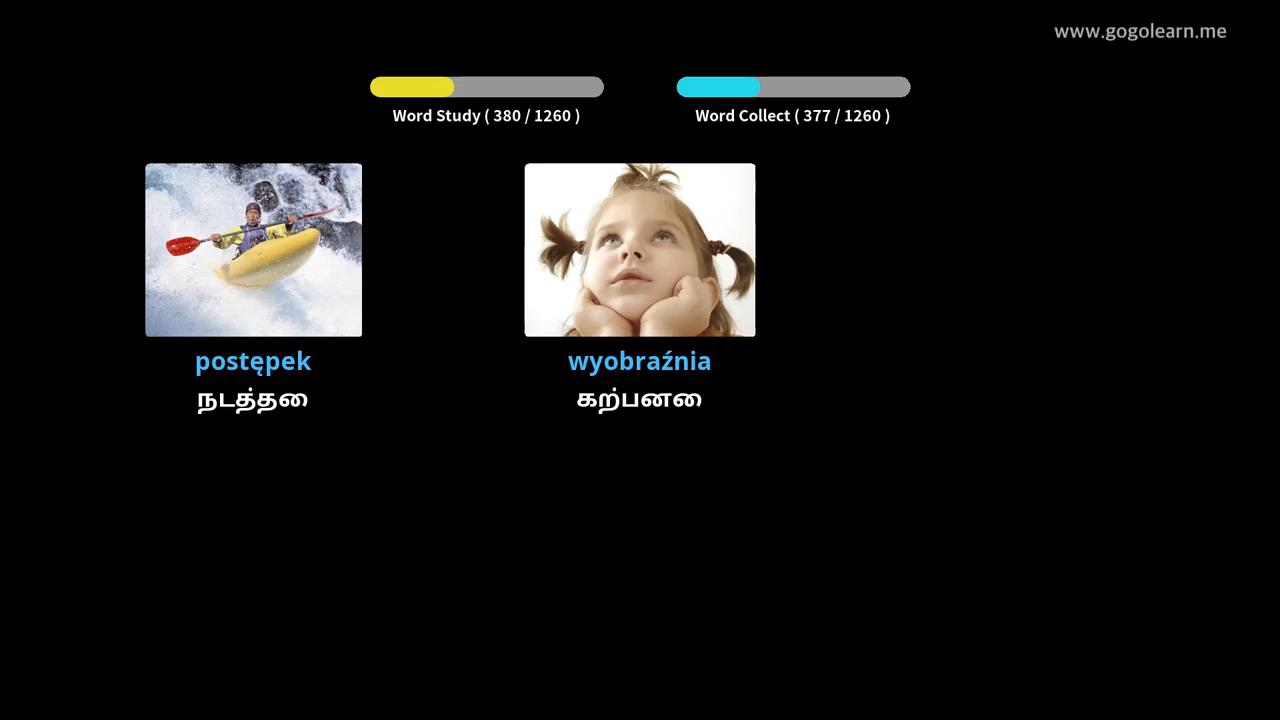 www.gogolearn.me
Word Study ( 380 / 1260 )
Word Collect ( 377 / 1260 )
postępek
நடத்தை
wyobraźnia
கற்பனை